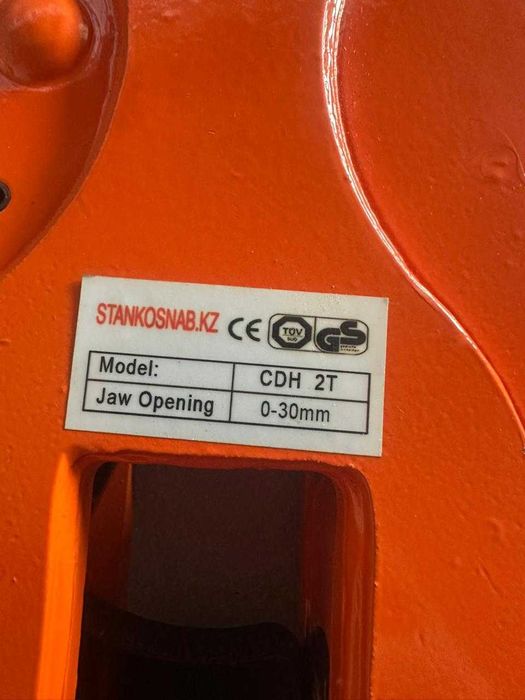 STANKOSNAB.KZ CE TÜV SÜD GS
Model: CDH 2T
Jaw Opening 0-30mm